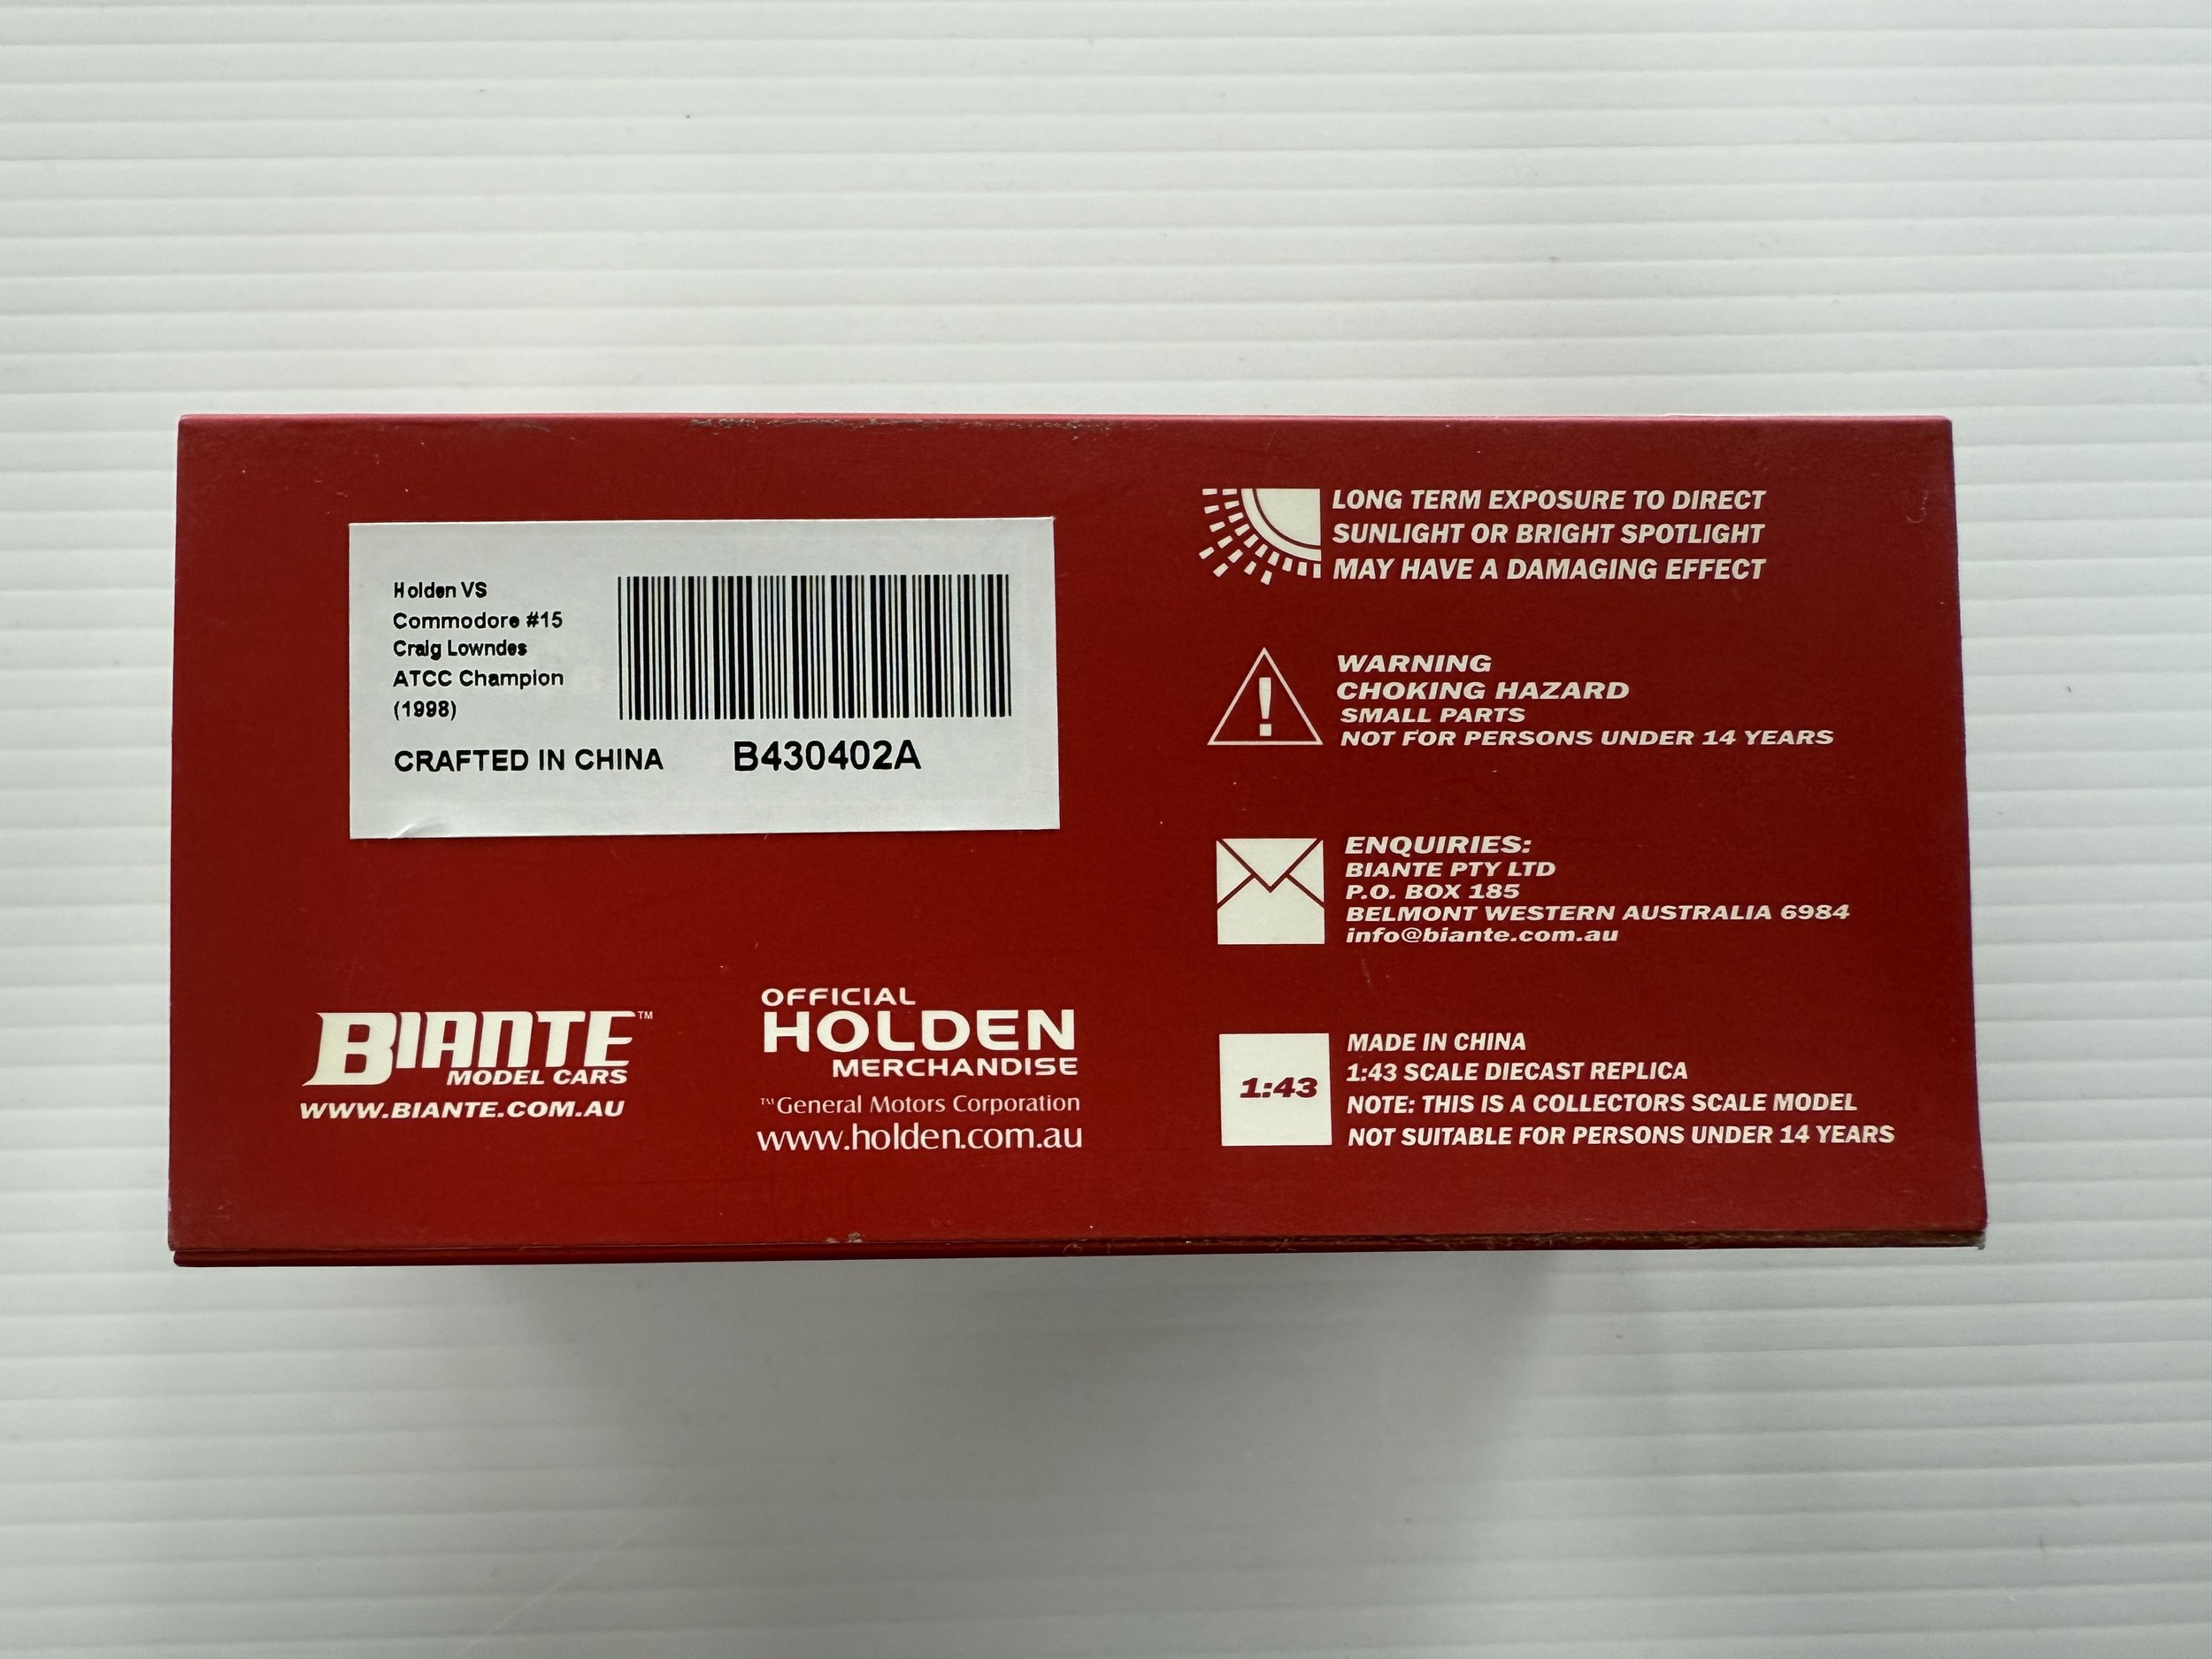 Holden VS
Commodore #15
Craig Lowndes
ATCC Champion
(1998)
CRAFTED IN CHINA B430402A
BIANTE™
MODEL CARS
WWW.BIANTE.COM.AU
OFFICIAL
HOLDEN
MERCHANDISE
™General Motors Corporation
www.holden.com.au
LONG TERM EXPOSURE TO DIRECT
SUNLIGHT OR BRIGHT SPOTLIGHT
MAY HAVE A DAMAGING EFFECT
WARNING
CHOKING HAZARD
SMALL PARTS
NOT FOR PERSONS UNDER 14 YEARS
ENQUIRIES:
BIANTE PTY LTD
P.O. BOX 185
BELMONT WESTERN AUSTRALIA 6984
info@biante.com.au
1:43
MADE IN CHINA
1:43 SCALE DIECAST REPLICA
NOTE: THIS IS A COLLECTORS SCALE MODEL
NOT SUITABLE FOR PERSONS UNDER 14 YEARS